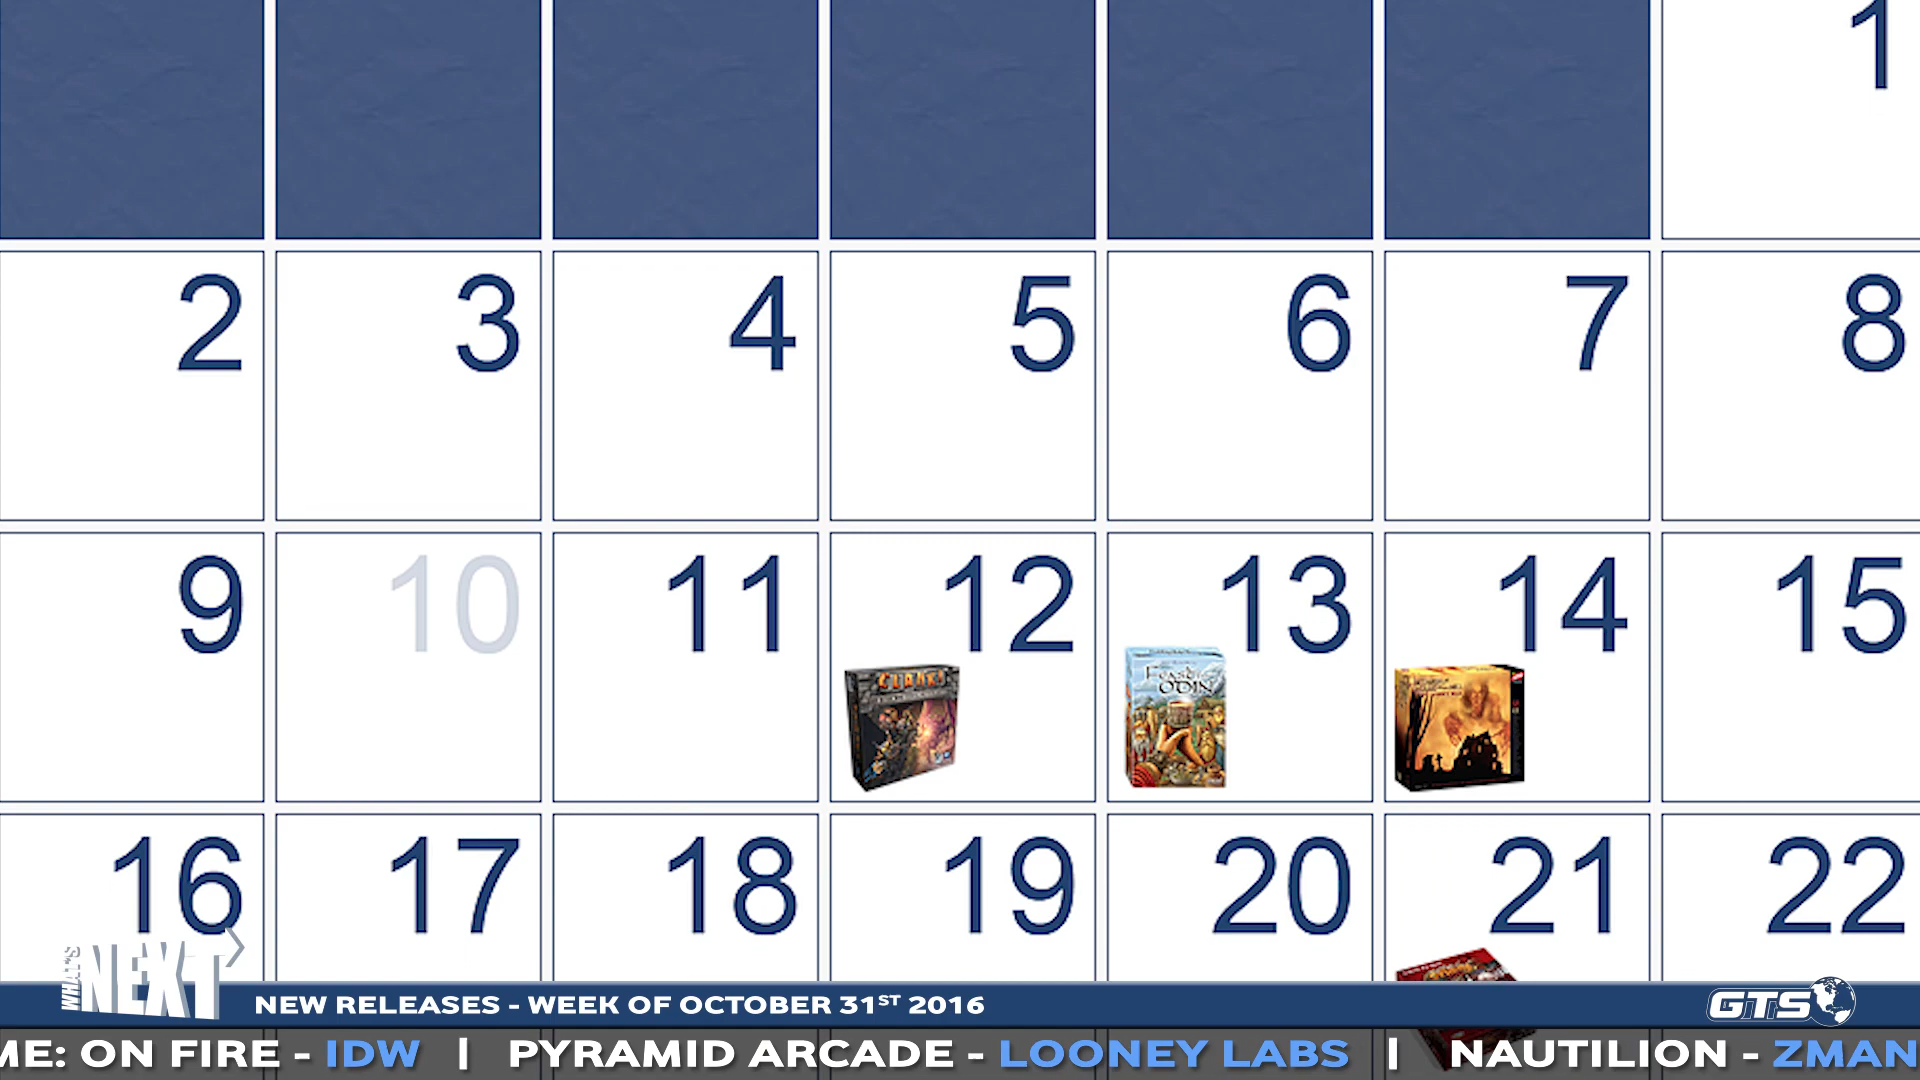 1
2 3 4 5 6 7 8
9 10 11 12 13 14 15
CLANK!
FEAST
ODIN
16 17 18 19 20 21 22
WHAT'S
NEXT
NEW RELEASES - WEEK OF OCTOBER 31ST 2016
GTS
ME: ON FIRE - IDW | PYRAMID ARCADE - LOONEY LABS | NAUTILION - ZMAN